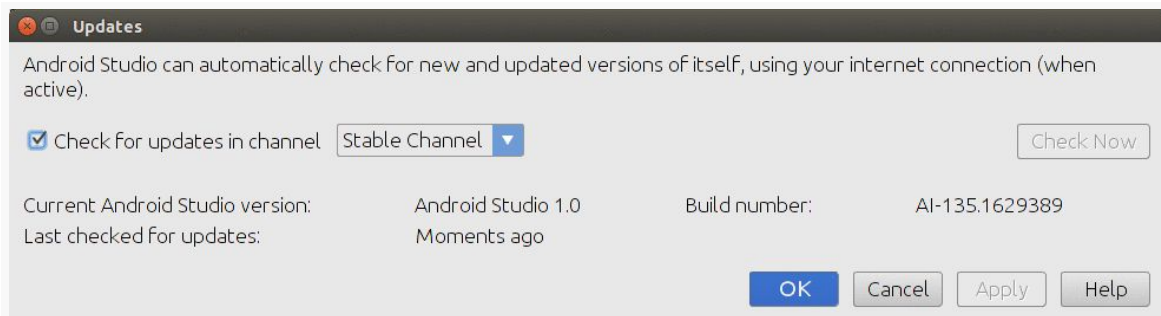 Updates
Android Studio can automatically check for new and updated versions of itself, using your internet connection (when
active).
Check for updates in channel Stable Channel Check Now
Current Android Studio version: Android Studio 1.0 Build number: AI-135.1629389
Last checked for updates: Moments ago
OK Cancel Apply Help